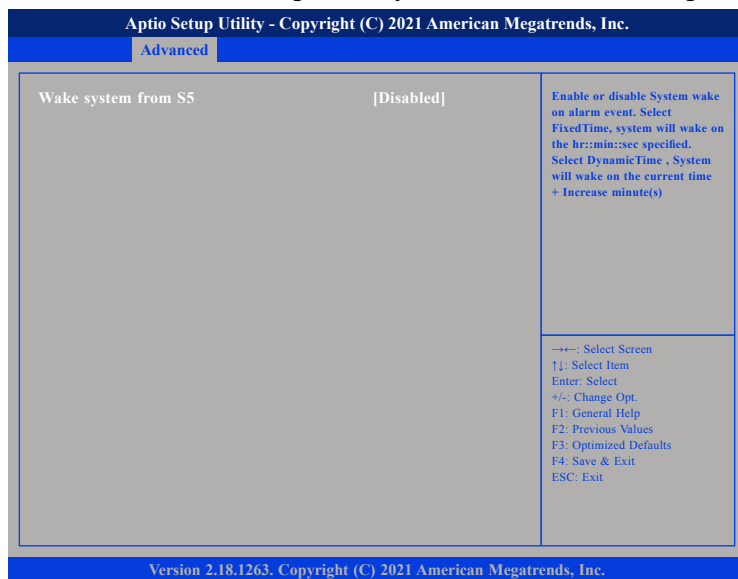 Aptio Setup Utility - Copyright (C) 2021 American Megatrends, Inc.
Advanced
Wake system from S5 [Disabled]
Enable or disable System wake
on alarm event. Select
FixedTime, system will wake on
the hr::min::sec specified.
Select DynamicTime , System
will wake on the current time
+ Increase minute(s)
→←: Select Screen
↑↓: Select Item
Enter: Select
+/-: Change Opt.
F1: General Help
F2: Previous Values
F3: Optimized Defaults
F4: Save & Exit
ESC: Exit
Version 2.18.1263. Copyright (C) 2021 American Megatrends, Inc.